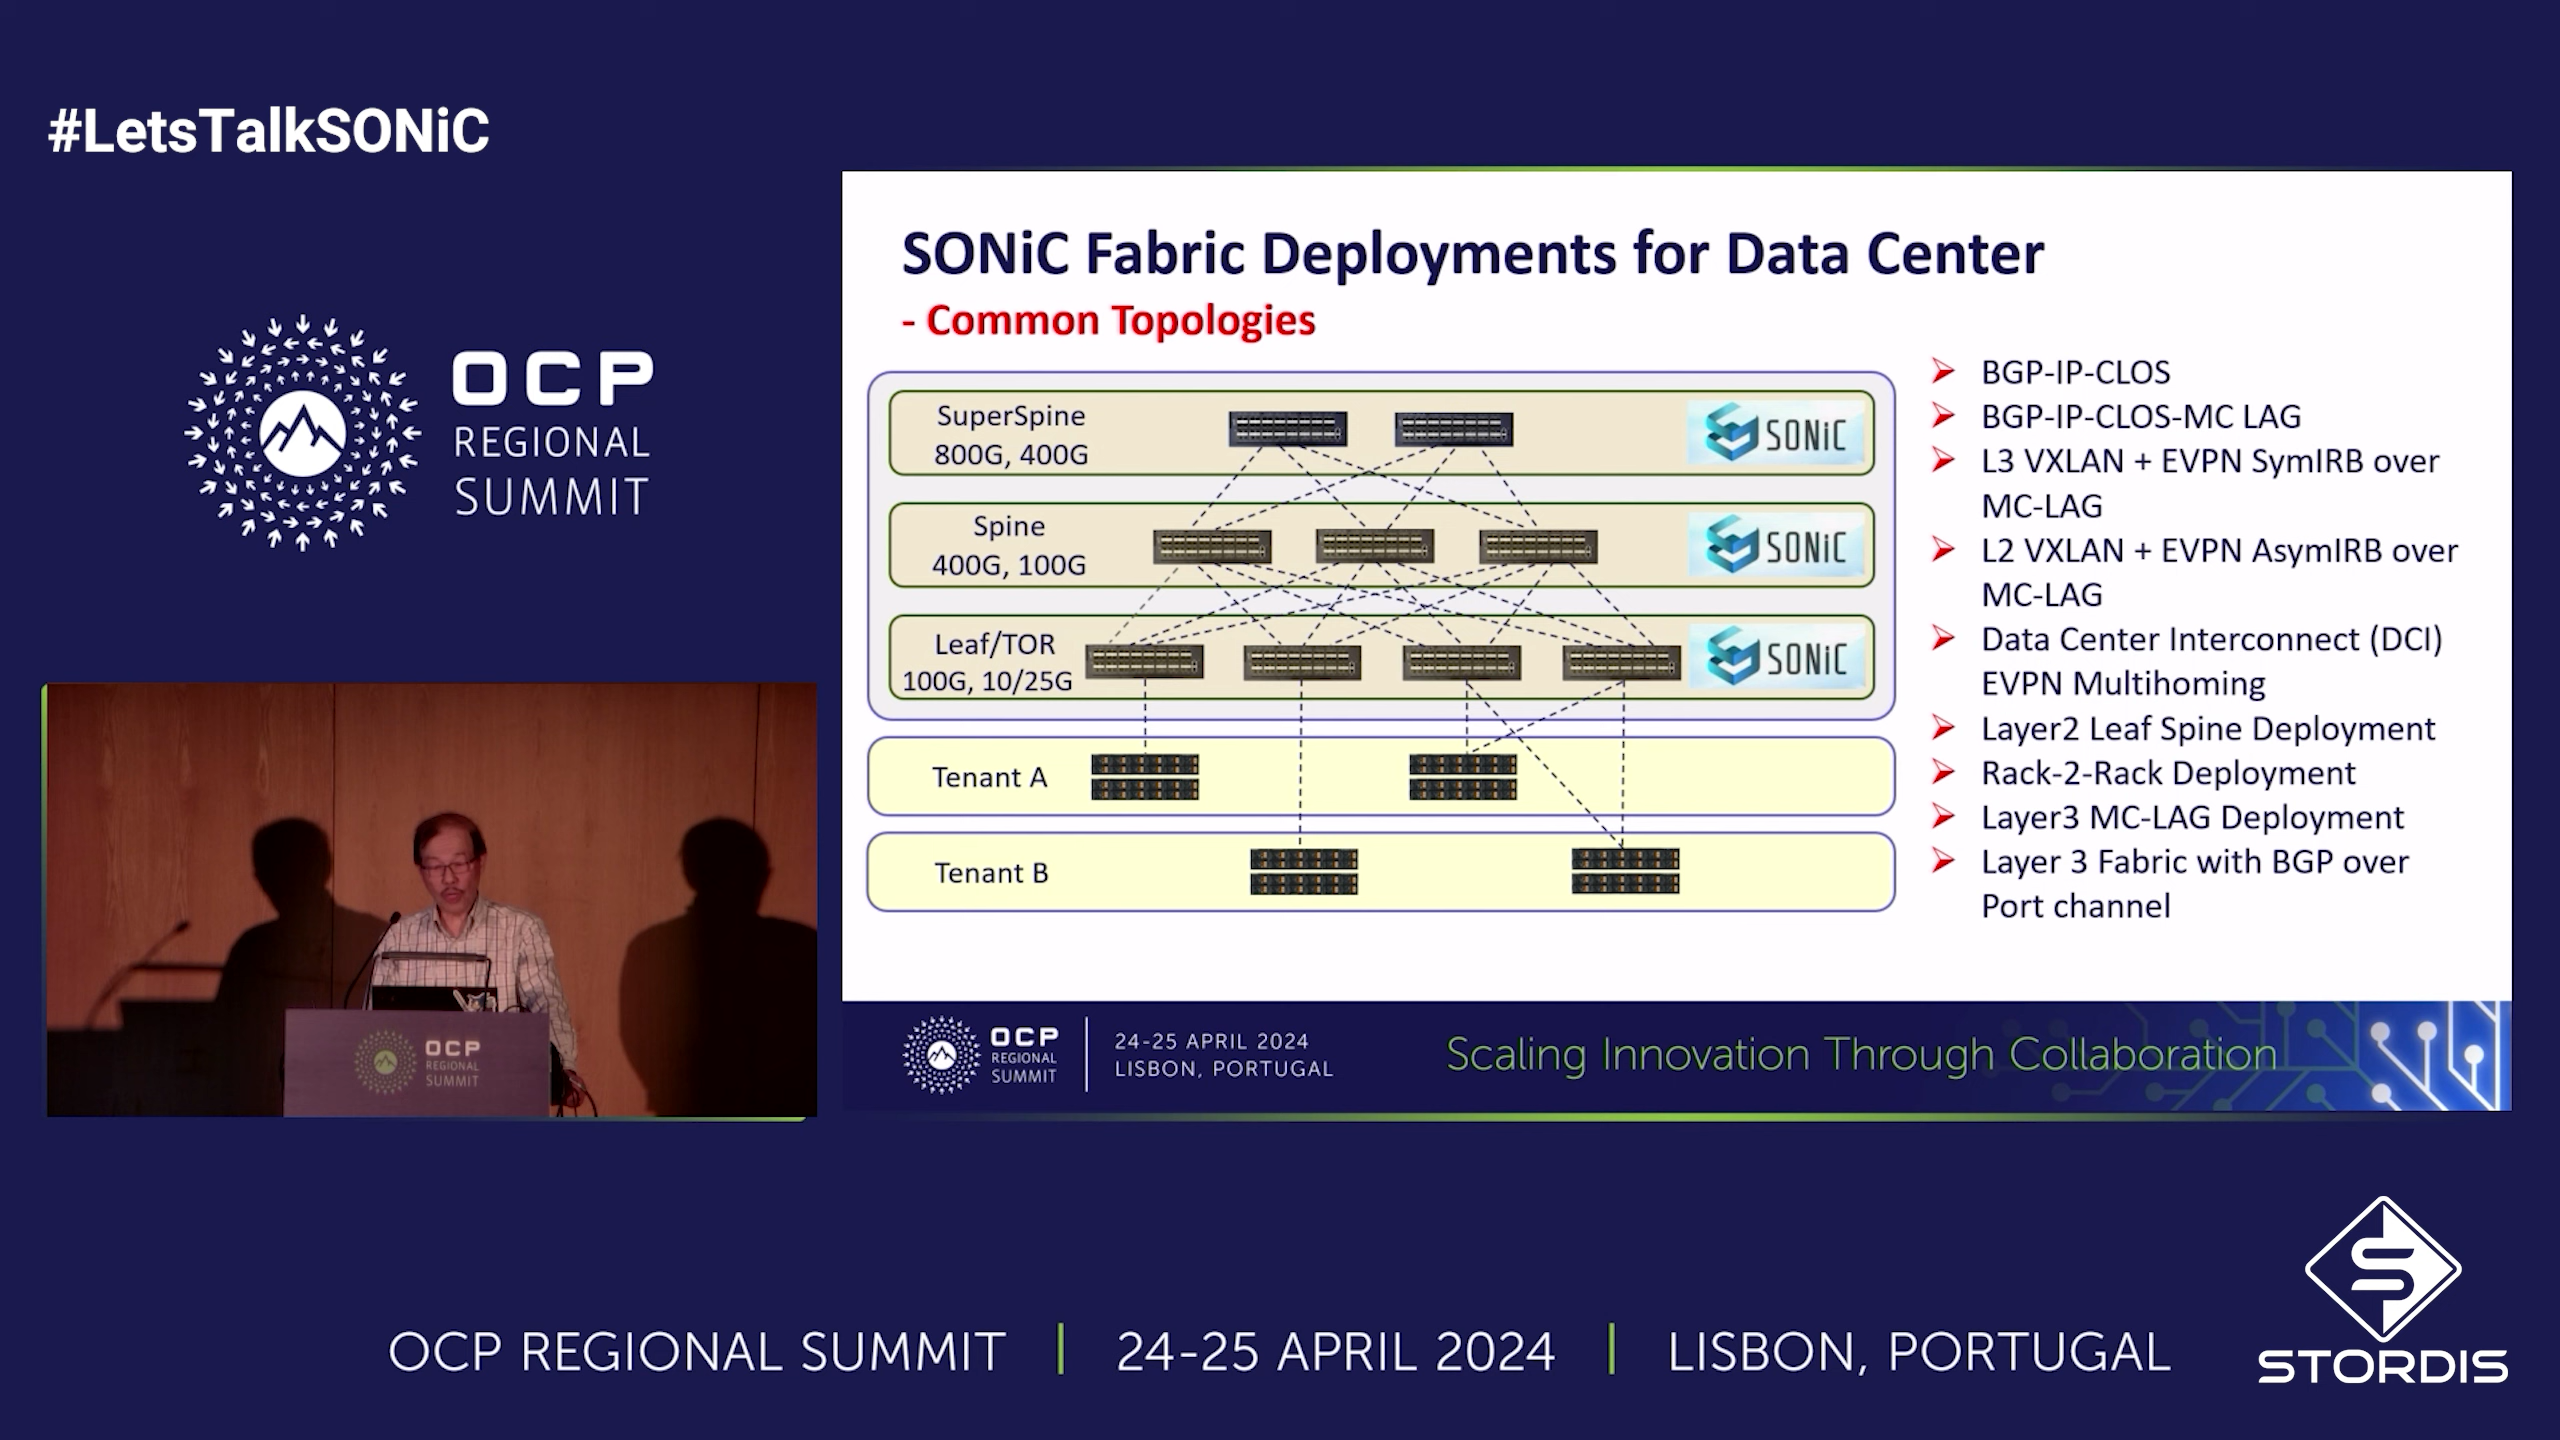 #LetsTalkSONiC
OCP
REGIONAL
SUMMIT
SONiC Fabric Deployments for Data Center
- Common Topologies
SuperSpine
800G, 400G
SONiC
Spine
400G, 100G
SONiC
Leaf/TOR
100G, 10/25G
SONiC
Tenant A
Tenant B
BGP-IP-CLOS
BGP-IP-CLOS-MC LAG
L3 VXLAN + EVPN SymIRB over
MC-LAG
L2 VXLAN + EVPN AsymIRB over
MC-LAG
Data Center Interconnect (DCI)
EVPN Multihoming
Layer2 Leaf Spine Deployment
Rack-2-Rack Deployment
Layer3 MC-LAG Deployment
Layer 3 Fabric with BGP over
Port channel
OCP
REGIONAL
SUMMIT
24-25 APRIL 2024
LISBON, PORTUGAL
Scaling Innovation Through Collaboration
OCP
REGIONAL
SUMMIT
OCP REGIONAL SUMMIT | 24-25 APRIL 2024 | LISBON, PORTUGAL
STORDIS